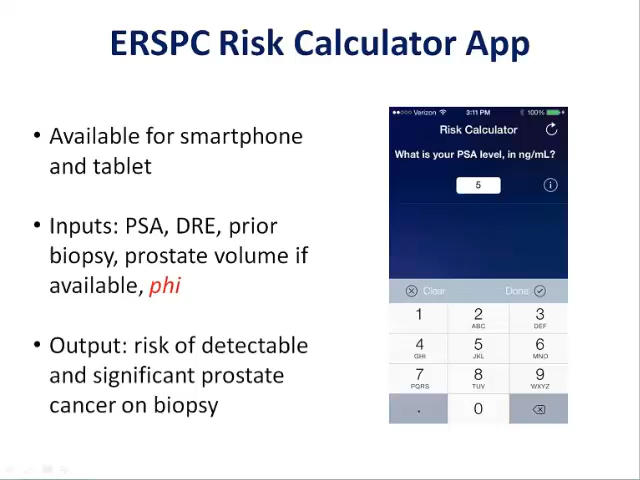 ERSPC Risk Calculator App
• Available for smartphone
and tablet
• Inputs: PSA, DRE, prior
biopsy, prostate volume if
available, phi
• Output: risk of detectable
and significant prostate
cancer on biopsy
Verizon 3:11 PM 100%
Risk Calculator
What is your PSA level, in ng/mL?
5
i
Clear Done
1 2 3
ABC DEF
4 5 6
GHI JKL MNO
7 8 9
PQRS TUV WXYZ
. 0